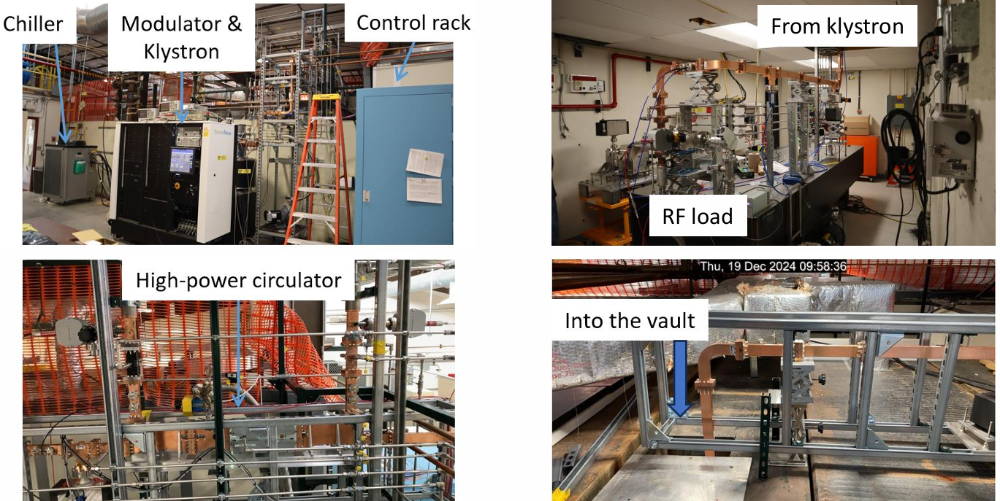 Chiller
Modulator &
Klystron
Control rack
From klystron
RF load
High-power circulator
Thu, 19 Dec 2024 09:58:36
Into the vault